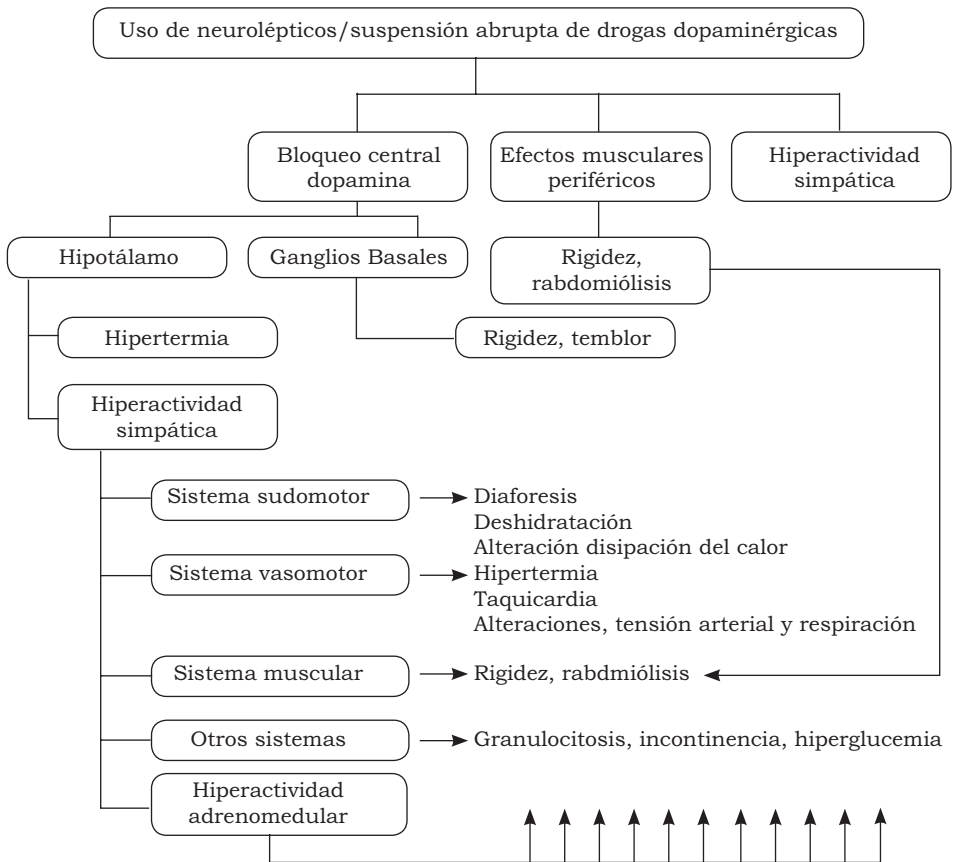 Uso de neurolépticos/suspensión abrupta de drogas dopaminérgicas
Bloqueo central
dopamina
Efectos musculares
periféricos
Hiperactividad
simpática
Hipotálamo
Ganglios Basales
Rigidez,
rabdomiólisis
Hipertermia
Rigidez, temblor
Hiperactividad
simpática
Sistema sudomotor
Diaforesis
Deshidratación
Alteración disipación del calor
Sistema vasomotor
Hipertermia
Taquicardia
Alteraciones, tensión arterial y respiración
Sistema muscular
Rigidez, rabdmiólisis
Otros sistemas
Granulocitosis, incontinencia, hiperglucemia
Hiperactividad
adrenomedular